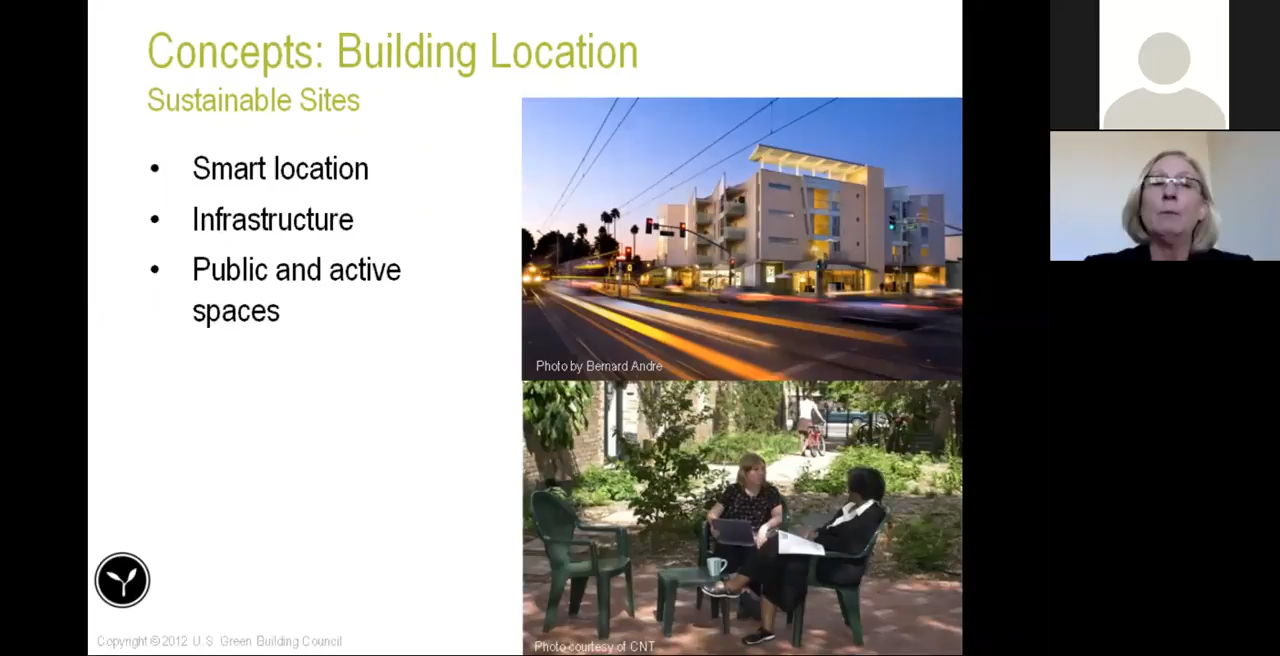 Concepts: Building Location
Sustainable Sites
• Smart location
• Infrastructure
• Public and active
spaces
Photo by Bernard Andre
Photo courtesy of CNT
Copyright © 2012 U.S. Green Building Council